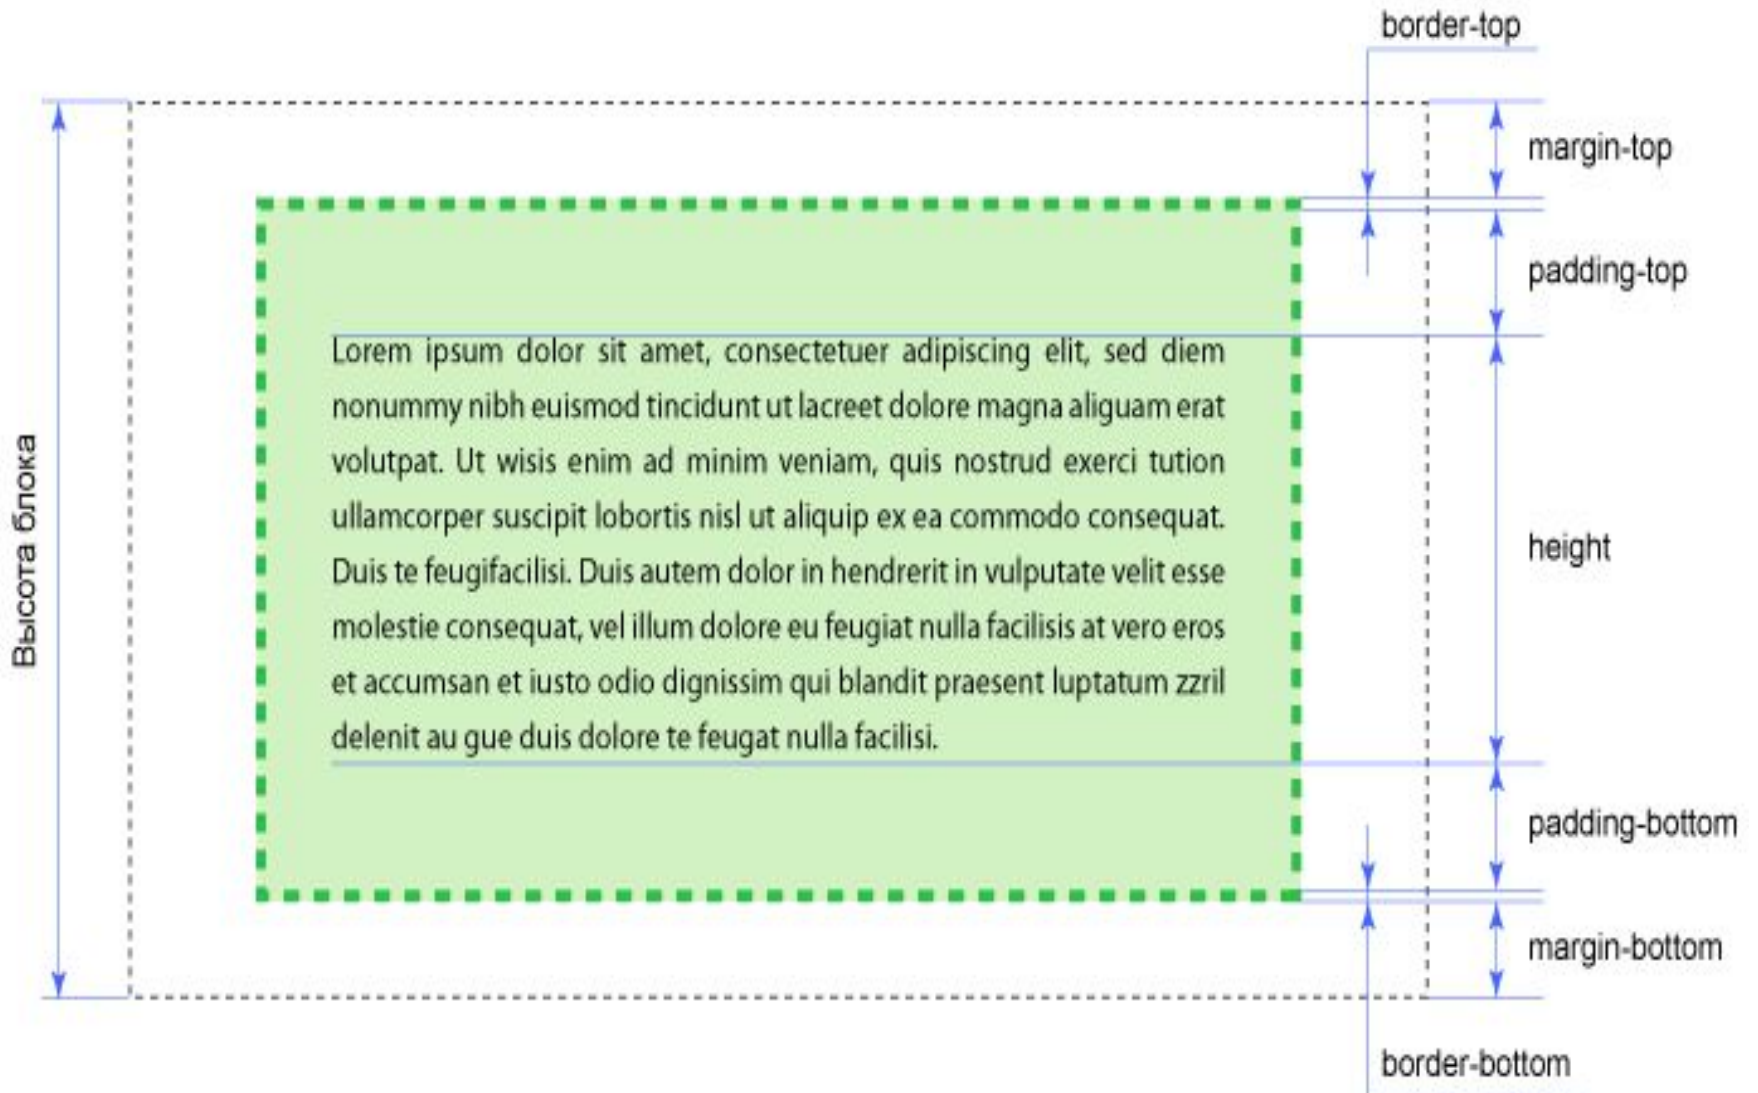 border-top
margin-top
padding-top
Lorem ipsum dolor sit amet, consectetuer adipiscing elit, sed diem
nonummy nibh euismod tincidunt ut lacreet dolore magna aliguam erat
volutpat. Ut wisis enim ad minim veniam, quis nostrud exerci tution
ullamcorper suscipit lobortis nisl ut aliquip ex ea commodo consequat.
Duis te feugifacilisi. Duis autem dolor in hendrerit in vulputate velit esse
molestie consequat, vel illum dolore eu feugiat nulla facilisis at vero eros
et accumsan et iusto odio dignissim qui blandit praesent luptatum zzril
delenit au gue duis dolore te feugat nulla facilisi.
Высота блока
height
padding-bottom
margin-bottom
border-bottom